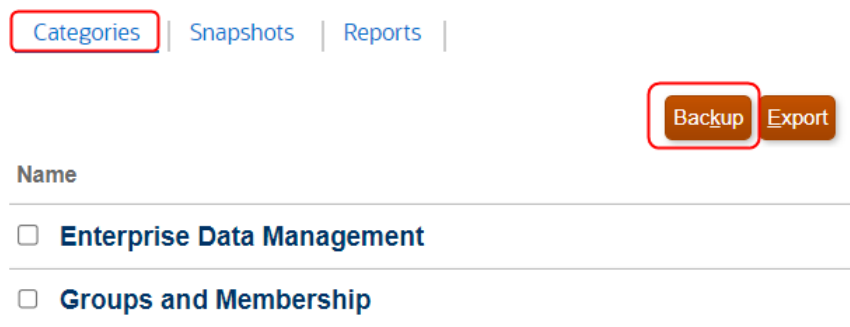 Categories Snapshots Reports
Backup Export
Name
Enterprise Data Management
Groups and Membership